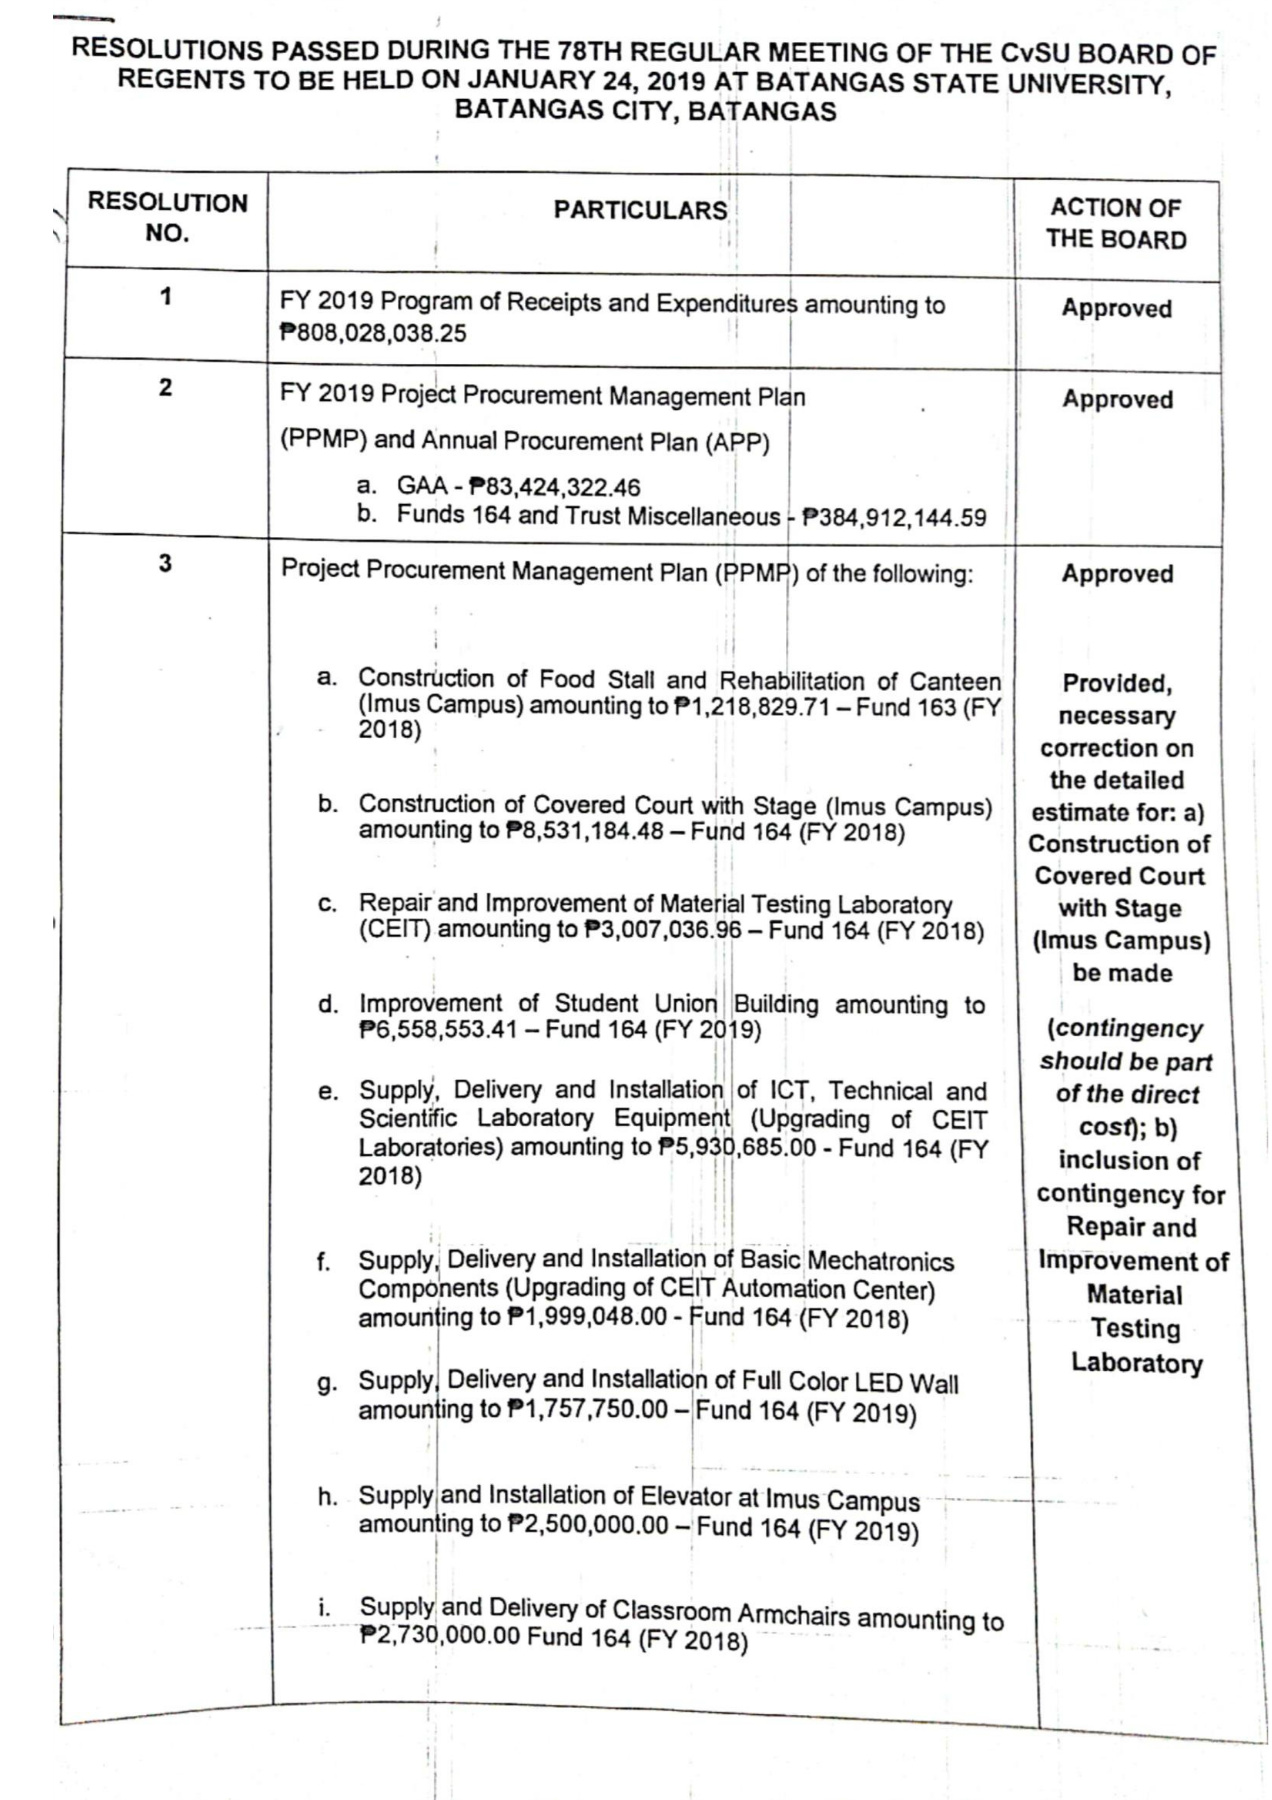 RESOLUTIONS PASSED DURING THE 78TH REGULAR MEETING OF THE CvSU BOARD OF
REGENTS TO BE HELD ON JANUARY 24, 2019 AT BATANGAS STATE UNIVERSITY,
BATANGAS CITY, BATANGAS
RESOLUTION
NO.
PARTICULARS
ACTION OF
THE BOARD
1
FY 2019 Program of Receipts and Expenditures amounting to
₱808,028,038.25
Approved
2
FY 2019 Project Procurement Management Plan
(PPMP) and Annual Procurement Plan (APP)
a. GAA - ₱83,424,322.46
b. Funds 164 and Trust Miscellaneous - ₱384,912,144.59
Approved
3
Project Procurement Management Plan (PPMP) of the following:
a. Construction of Food Stall and Rehabilitation of Canteen
(Imus Campus) amounting to ₱1,218,829.71 – Fund 163 (FY
2018)
b. Construction of Covered Court with Stage (Imus Campus)
amounting to ₱8,531,184.48 – Fund 164 (FY 2018)
c. Repair and Improvement of Material Testing Laboratory
(CEIT) amounting to ₱3,007,036.96 – Fund 164 (FY 2018)
d. Improvement of Student Union Building amounting to
₱6,558,553.41 – Fund 164 (FY 2019)
e. Supply, Delivery and Installation of ICT, Technical and
Scientific Laboratory Equipment (Upgrading of CEIT
Laboratories) amounting to ₱5,930,685.00 - Fund 164 (FY
2018)
f. Supply, Delivery and Installation of Basic Mechatronics
Components (Upgrading of CEIT Automation Center)
amounting to ₱1,999,048.00 - Fund 164 (FY 2018)
g. Supply, Delivery and Installation of Full Color LED Wall
amounting to ₱1,757,750.00 – Fund 164 (FY 2019)
h. Supply and Installation of Elevator at Imus Campus
amounting to ₱2,500,000.00 – Fund 164 (FY 2019)
i. Supply and Delivery of Classroom Armchairs amounting to
₱2,730,000.00 Fund 164 (FY 2018)
Approved
Provided,
necessary
correction on
the detailed
estimate for: a)
Construction of
Covered Court
with Stage
(Imus Campus)
be made
(contingency
should be part
of the direct
cost); b)
inclusion of
contingency for
Repair and
Improvement of
Material
Testing
Laboratory